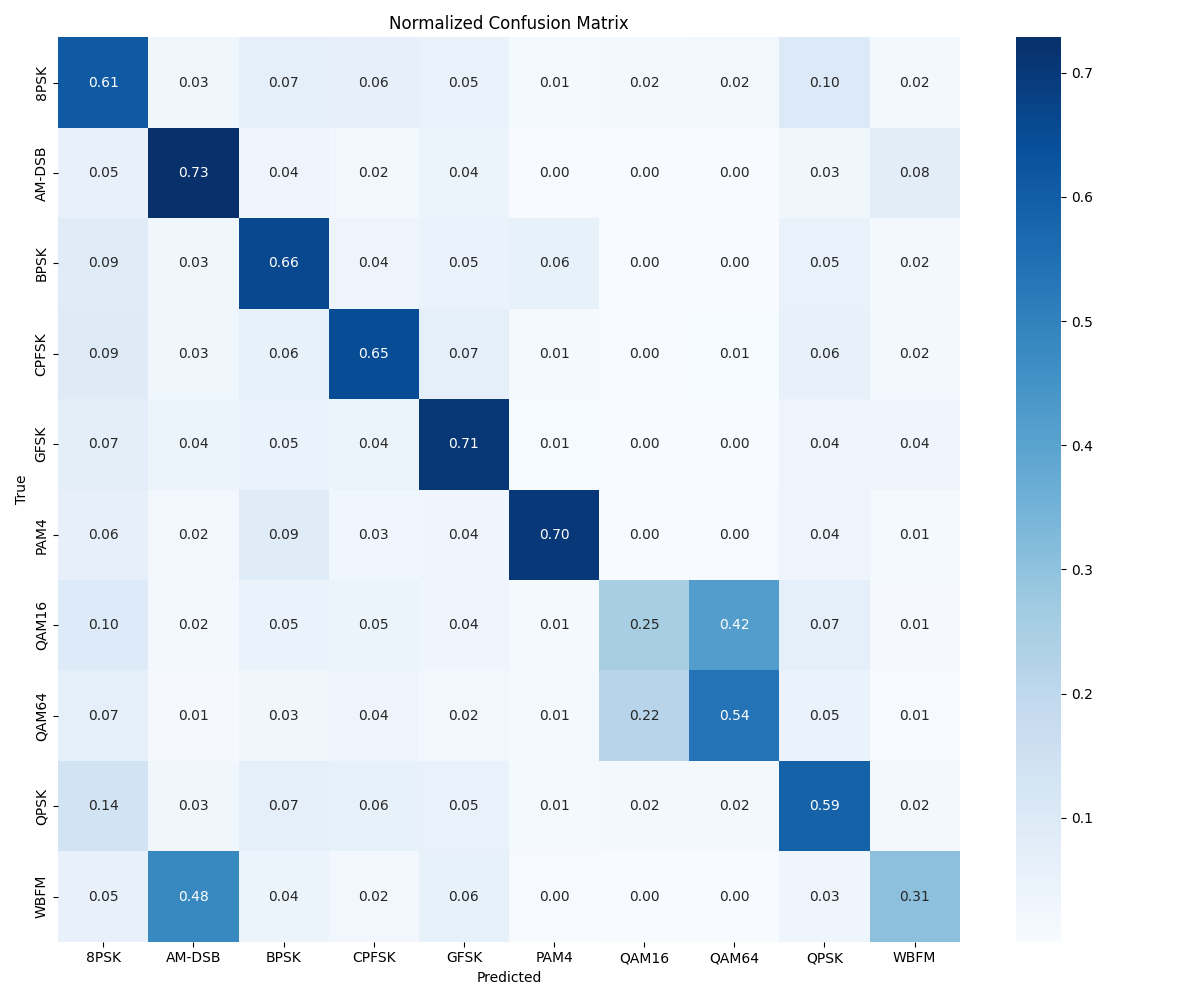 Normalized Confusion Matrix
True
8PSK 0.61 0.03 0.07 0.06 0.05 0.01 0.02 0.02 0.10 0.02
AM-DSB 0.05 0.73 0.04 0.02 0.04 0.00 0.00 0.00 0.03 0.08
BPSK 0.09 0.03 0.66 0.04 0.05 0.06 0.00 0.00 0.05 0.02
CPFSK 0.09 0.03 0.06 0.65 0.07 0.01 0.00 0.01 0.06 0.02
GFSK 0.07 0.04 0.05 0.04 0.71 0.01 0.00 0.00 0.04 0.04
PAM4 0.06 0.02 0.09 0.03 0.04 0.70 0.00 0.00 0.04 0.01
QAM16 0.10 0.02 0.05 0.05 0.04 0.01 0.25 0.42 0.07 0.01
QAM64 0.07 0.01 0.03 0.04 0.02 0.01 0.22 0.54 0.05 0.01
QPSK 0.14 0.03 0.07 0.06 0.05 0.01 0.02 0.02 0.59 0.02
WBFM 0.05 0.48 0.04 0.02 0.06 0.00 0.00 0.00 0.03 0.31
8PSK AM-DSB BPSK CPFSK GFSK PAM4 QAM16 QAM64 QPSK WBFM
Predicted
0.7
0.6
0.5
0.4
0.3
0.2
0.1